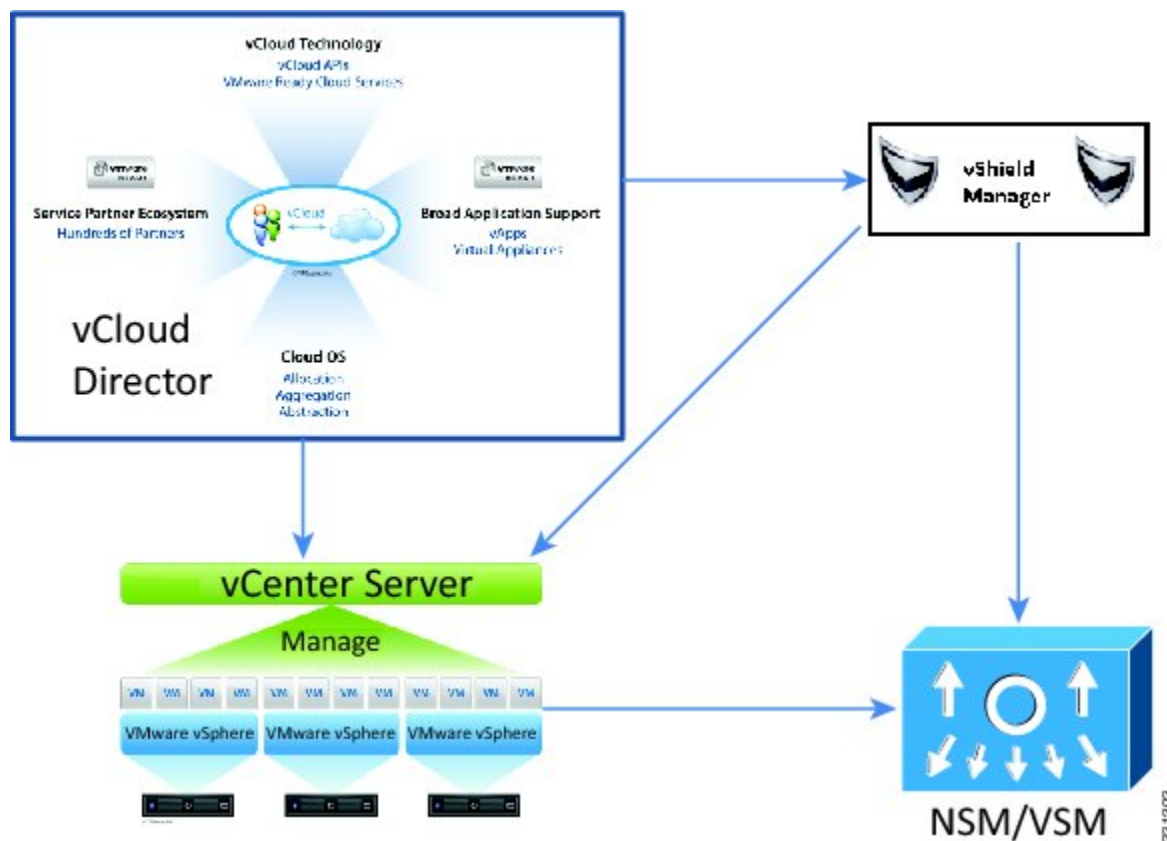 vCloud Technology
vCloud APIs
VMware Ready Cloud Services
vmware
vmware
Service Partner Ecosystem
Hundreds of Partners
vCloud
Broad Application Support
vApps
Virtual Appliances
vCloud
Director
Cloud OS
Allocation
Aggregation
Abstraction
vShield
Manager
vCenter Server
Manage
VM VM VM VM VM VM VM VM VM VM VM VM
VMware vSphere VMware vSphere VMware vSphere
NSM/VSM